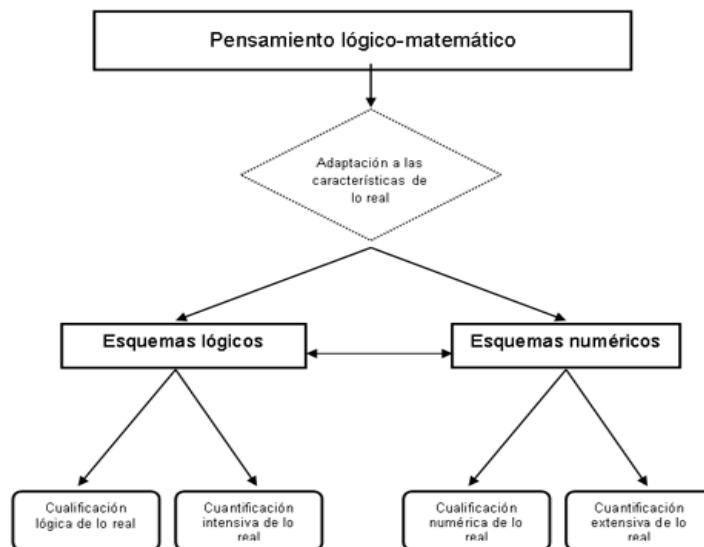 Pensamiento lógico-matemático
Adaptación a las
características de
lo real
Esquemas lógicos
Esquemas numéricos
Cualificación
lógica de lo real
Cuantificación
intensiva de lo
real
Cualificación
numérica de lo
real
Cuantificación
extensiva de lo
real